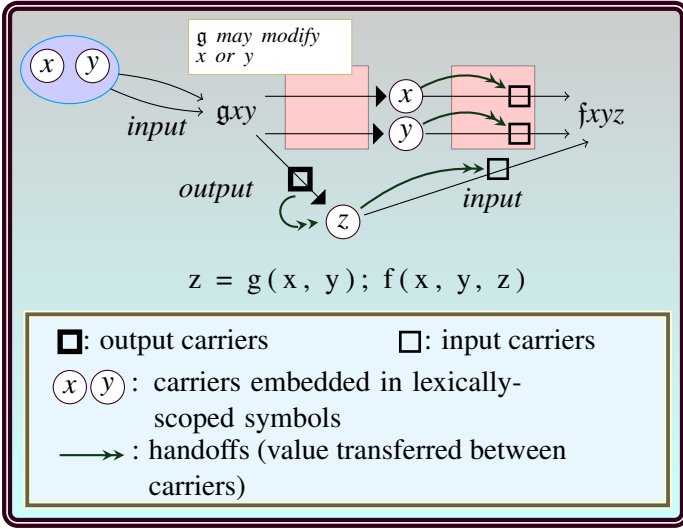 𝔤 may modify
x or y
x y
input
𝔤xy
x
y
𝔣xyz
output
input
z
z = g(x, y); f(x, y, z)
: output carriers
: input carriers
x y : carriers embedded in lexically-
scoped symbols
: handoffs (value transferred between
carriers)